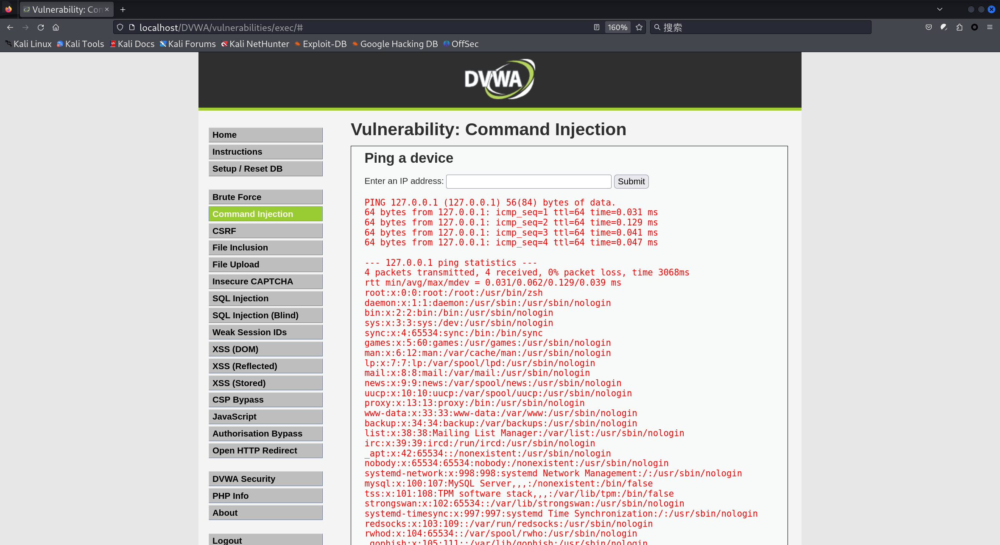 Vulnerability: Con
localhost/DVWA/vulnerabilities/exec/#
160%
搜索
Kali Linux
Kali Tools
Kali Docs
Kali Forums
Kali NetHunter
Exploit-DB
Google Hacking DB
OffSec
DVWA
Home
Instructions
Setup / Reset DB
Brute Force
Command Injection
CSRF
File Inclusion
File Upload
Insecure CAPTCHA
SQL Injection
SQL Injection (Blind)
Weak Session IDs
XSS (DOM)
XSS (Reflected)
XSS (Stored)
CSP Bypass
JavaScript
Authorisation Bypass
Open HTTP Redirect
DVWA Security
PHP Info
About
Logout
Vulnerability: Command Injection
Ping a device
Enter an IP address:
Submit
PING 127.0.0.1 (127.0.0.1) 56(84) bytes of data.
64 bytes from 127.0.0.1: icmp_seq=1 ttl=64 time=0.031 ms
64 bytes from 127.0.0.1: icmp_seq=2 ttl=64 time=0.129 ms
64 bytes from 127.0.0.1: icmp_seq=3 ttl=64 time=0.041 ms
64 bytes from 127.0.0.1: icmp_seq=4 ttl=64 time=0.047 ms
--- 127.0.0.1 ping statistics ---
4 packets transmitted, 4 received, 0% packet loss, time 3068ms
rtt min/avg/max/mdev = 0.031/0.062/0.129/0.039 ms
root:x:0:0:root:/root:/usr/bin/zsh
daemon:x:1:1:daemon:/usr/sbin:/usr/sbin/nologin
bin:x:2:2:bin:/bin:/usr/sbin/nologin
sys:x:3:3:sys:/dev:/usr/sbin/nologin
sync:x:4:65534:sync:/bin:/bin/sync
games:x:5:60:games:/usr/games:/usr/sbin/nologin
man:x:6:12:man:/var/cache/man:/usr/sbin/nologin
lp:x:7:7:lp:/var/spool/lpd:/usr/sbin/nologin
mail:x:8:8:mail:/var/mail:/usr/sbin/nologin
news:x:9:9:news:/var/spool/news:/usr/sbin/nologin
uucp:x:10:10:uucp:/var/spool/uucp:/usr/sbin/nologin
proxy:x:13:13:proxy:/bin:/usr/sbin/nologin
www-data:x:33:33:www-data:/var/www:/usr/sbin/nologin
backup:x:34:34:backup:/var/backups:/usr/sbin/nologin
list:x:38:38:Mailing List Manager:/var/list:/usr/sbin/nologin
irc:x:39:39:ircd:/run/ircd:/usr/sbin/nologin
_apt:x:42:65534::/nonexistent:/usr/sbin/nologin
nobody:x:65534:65534:nobody:/nonexistent:/usr/sbin/nologin
systemd-network:x:998:998:systemd Network Management:/:/usr/sbin/nologin
mysql:x:100:107:MySQL Server,,,:/nonexistent:/bin/false
tss:x:101:108:TPM software stack,,,:/var/lib/tpm:/bin/false
strongswan:x:102:65534::/var/lib/strongswan:/usr/sbin/nologin
systemd-timesync:x:997:997:systemd Time Synchronization:/:/usr/sbin/nologin
redsocks:x:103:109::/var/run/redsocks:/usr/sbin/nologin
rwhod:x:104:65534::/var/spool/rwho:/usr/sbin/nologin
_gophish:x:105:111::/var/lib/gophish:/usr/sbin/nologin